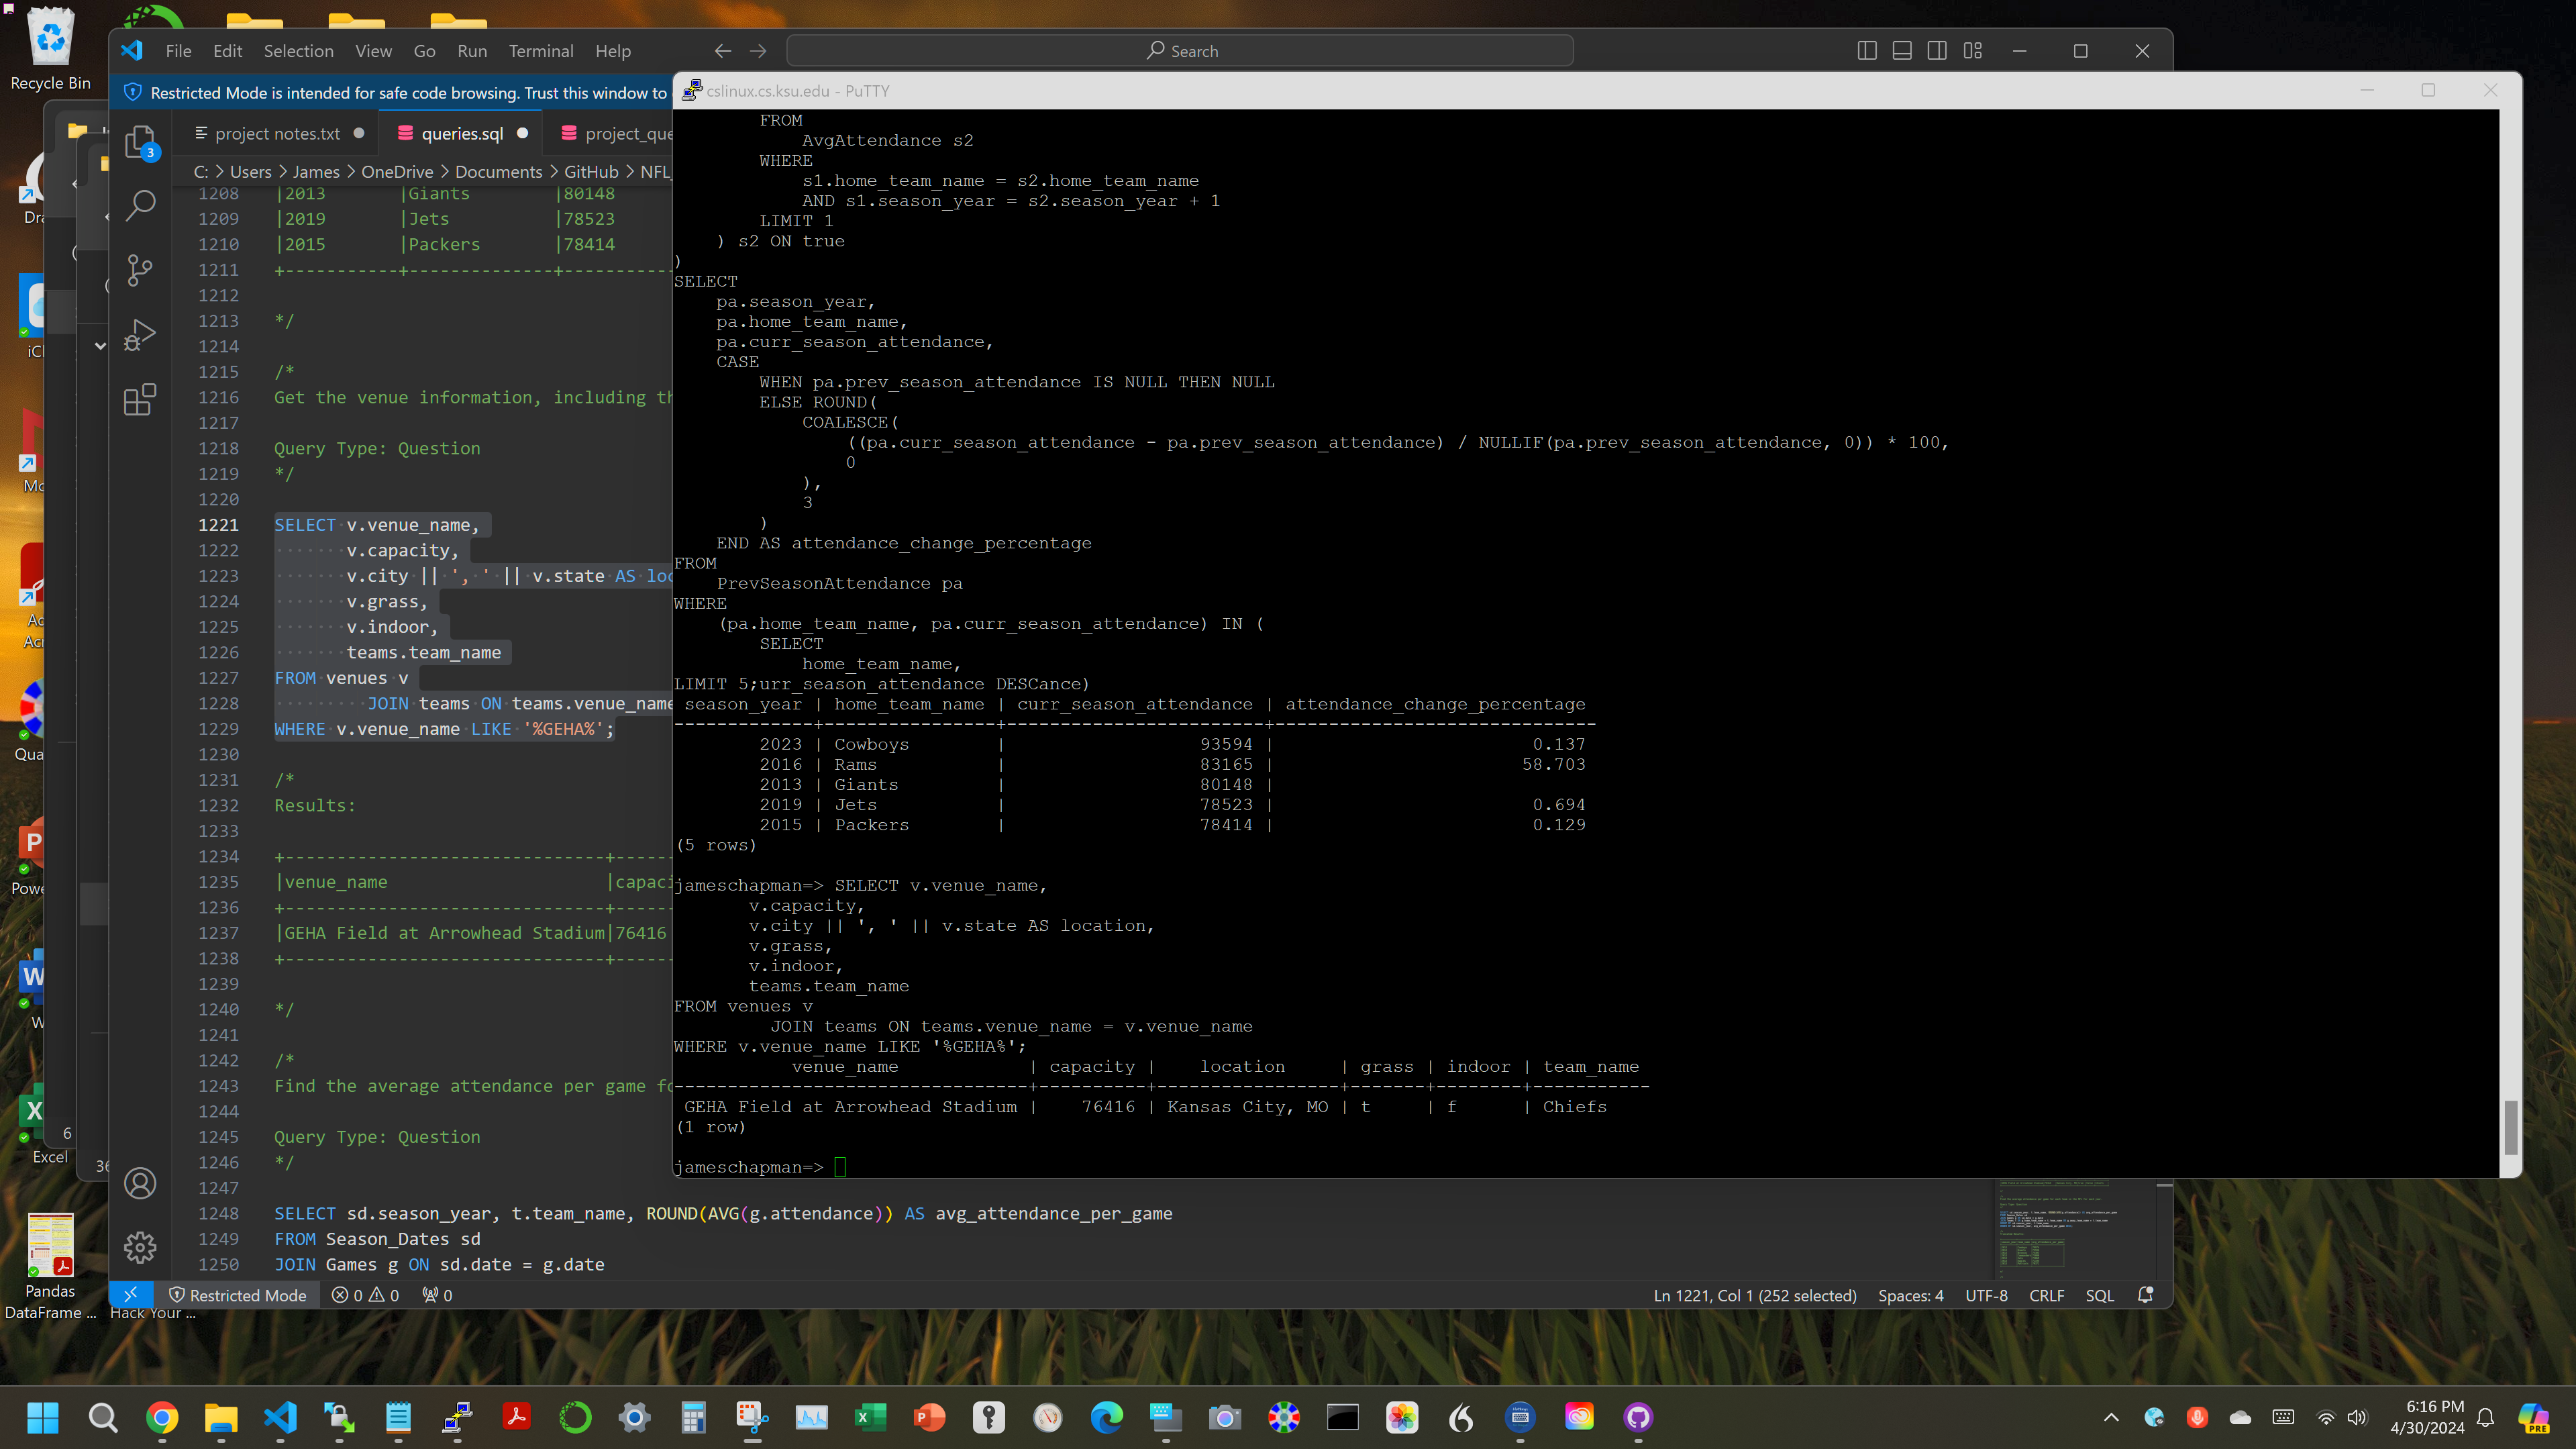 Recycle Bin
File Edit Selection View Go Run Terminal Help
Search
Restricted Mode is intended for safe code browsing. Trust this window to
project notes.txt
queries.sql
project_que
C: > Users > James > OneDrive > Documents > GitHub > NFL_
1208 |2013 |Giants |80148
1209 |2019 |Jets |78523
1210 |2015 |Packers |78414
1211 +-----------+--------------+-----------
1212
1213 */
1214
1215 /*
1216 Get the venue information, including th
1217
1218 Query Type: Question
1219 */
1220
1221 SELECT v.venue_name,
1222 v.capacity,
1223 v.city || ', ' || v.state AS loc
1224 v.grass,
1225 v.indoor,
1226 teams.team_name
1227 FROM venues v
1228 JOIN teams ON teams.venue_name
1229 WHERE v.venue_name LIKE '%GEHA%';
1230
1231 /*
1232 Results:
1233
1234 +-------------------------------+------
1235 |venue_name |capaci
1236 +-------------------------------+------
1237 |GEHA Field at Arrowhead Stadium|76416
1238 +-------------------------------+------
1239
1240 */
1241
1242 /*
1243 Find the average attendance per game fo
1244
1245 Query Type: Question
1246 */
1247
1248 SELECT sd.season_year, t.team_name, ROUND(AVG(g.attendance)) AS avg_attendance_per_game
1249 FROM Season_Dates sd
1250 JOIN Games g ON sd.date = g.date
Restricted Mode 0 0 0
Ln 1221, Col 1 (252 selected) Spaces: 4 UTF-8 CRLF SQL
cslinux.cs.ksu.edu - PuTTY
FROM
AvgAttendance s2
WHERE
s1.home_team_name = s2.home_team_name
AND s1.season_year = s2.season_year + 1
LIMIT 1
) s2 ON true
)
SELECT
pa.season_year,
pa.home_team_name,
pa.curr_season_attendance,
CASE
WHEN pa.prev_season_attendance IS NULL THEN NULL
ELSE ROUND(
COALESCE(
((pa.curr_season_attendance - pa.prev_season_attendance) / NULLIF(pa.prev_season_attendance, 0)) * 100,
0
),
3
)
END AS attendance_change_percentage
FROM
PrevSeasonAttendance pa
WHERE
(pa.home_team_name, pa.curr_season_attendance) IN (
SELECT
home_team_name,
LIMIT 5;urr_season_attendance DESCance)
season_year | home_team_name | curr_season_attendance | attendance_change_percentage
-------------+----------------+------------------------+------------------------------
2023 | Cowboys | 93594 | 0.137
2016 | Rams | 83165 | 58.703
2013 | Giants | 80148 |
2019 | Jets | 78523 | 0.694
2015 | Packers | 78414 | 0.129
(5 rows)
jameschapman=> SELECT v.venue_name,
v.capacity,
v.city || ', ' || v.state AS location,
v.grass,
v.indoor,
teams.team_name
FROM venues v
JOIN teams ON teams.venue_name = v.venue_name
WHERE v.venue_name LIKE '%GEHA%';
venue_name | capacity | location | grass | indoor | team_name
---------------------------------+----------+-----------------+-------+--------+-----------
GEHA Field at Arrowhead Stadium | 76416 | Kansas City, MO | t | f | Chiefs
(1 row)
jameschapman=>
3
6
36
Excel
Pandas
DataFrame ...
Hack Your ...
6:16 PM
4/30/2024
PRE